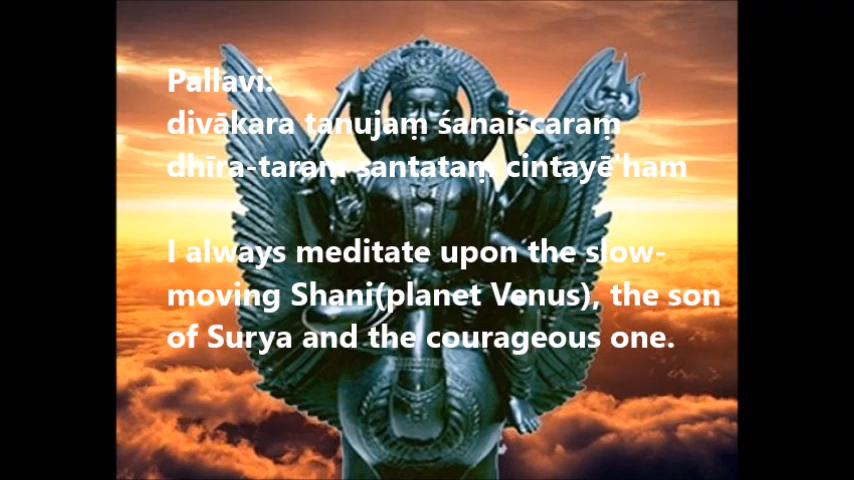 Pallavi:
divākara tanujaṃ śanaiścaraṃ
dhīra-taraṃ santataṃ cintayē'ham
I always meditate upon the slow-
moving Shani(planet Venus), the son
of Surya and the courageous one.